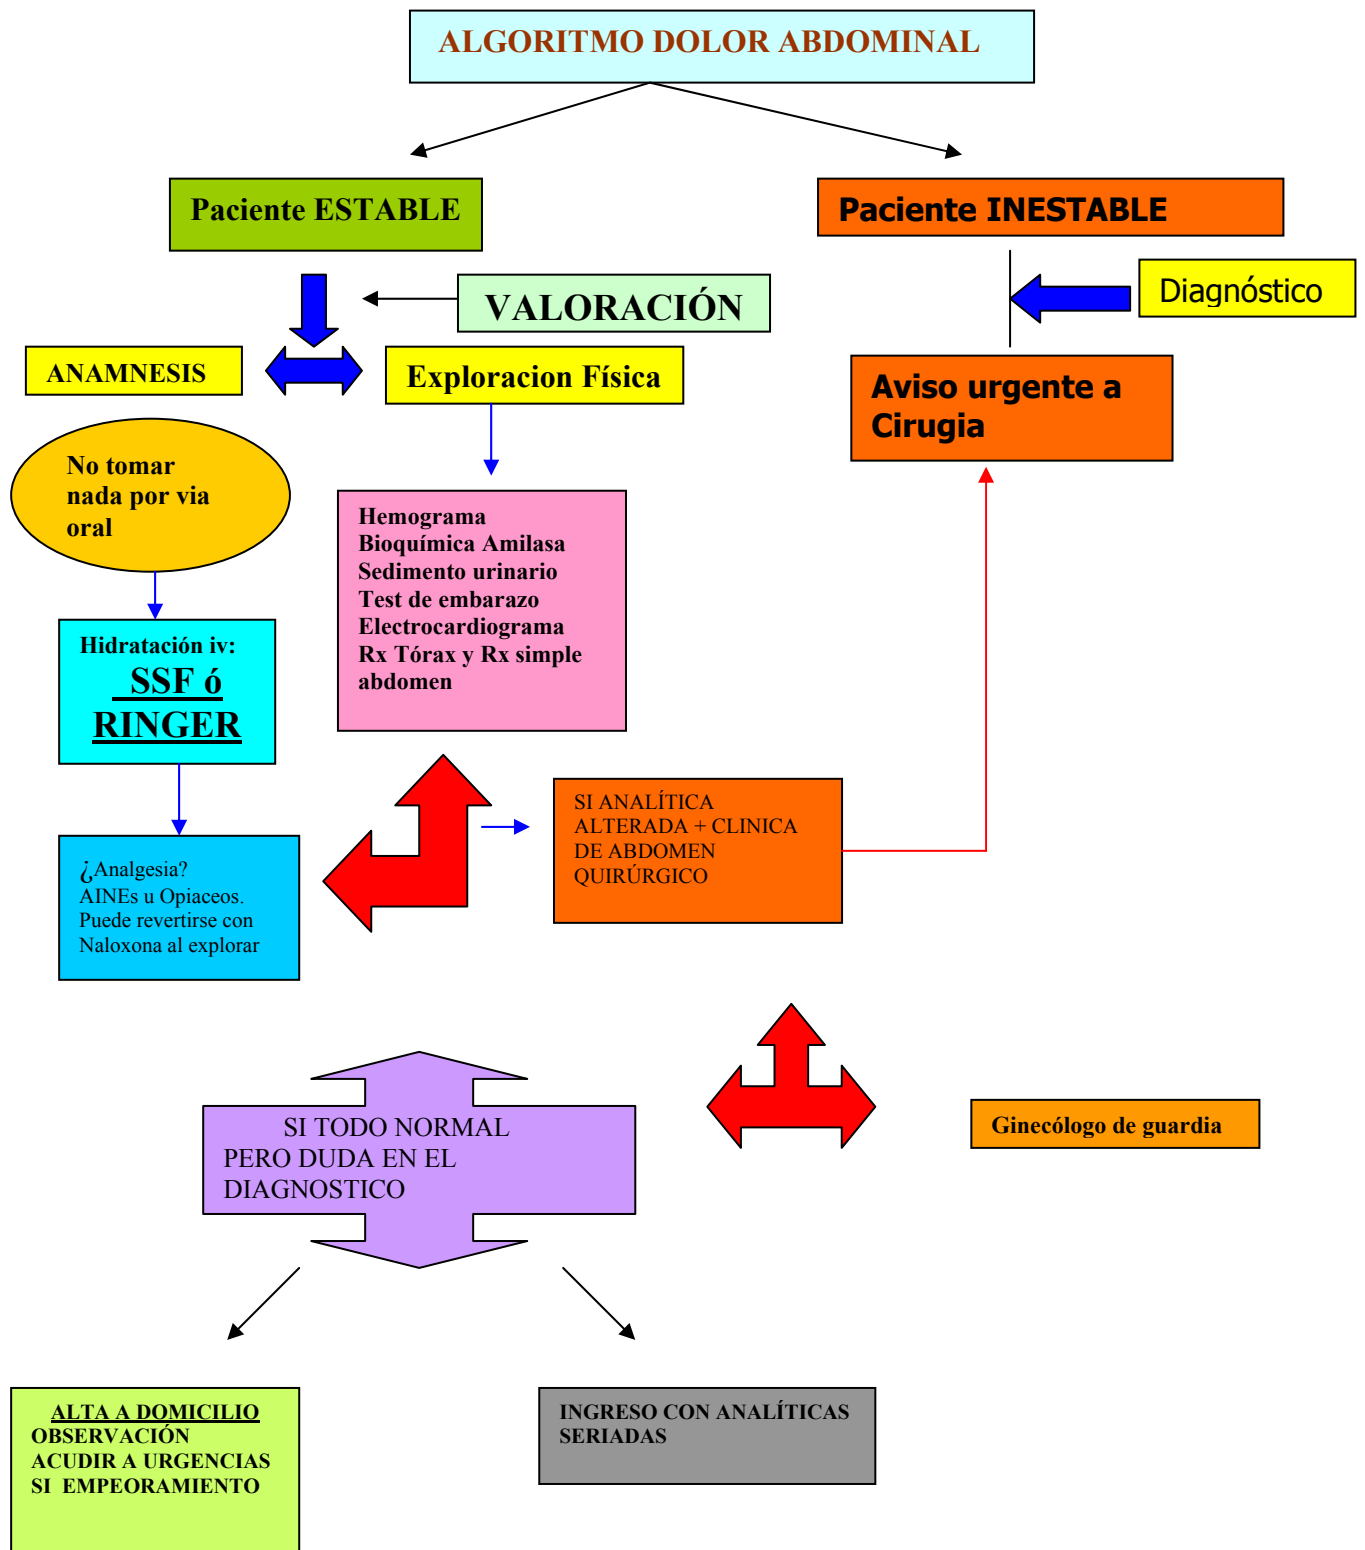 ALGORITMO DOLOR ABDOMINAL
Paciente ESTABLE
Paciente INESTABLE
VALORACIÓN
Diagnóstico
ANAMNESIS
Exploracion Física
Aviso urgente a
Cirugia
No tomar
nada por via
oral
Hemograma
Bioquímica Amilasa
Sedimento urinario
Test de embarazo
Electrocardiograma
Rx Tórax y Rx simple
abdomen
Hidratación iv:
SSF ó
RINGER
SI ANALÍTICA
ALTERADA + CLINICA
DE ABDOMEN
QUIRÚRGICO
¿Analgesia?
AINEs u Opiaceos.
Puede revertirse con
Naloxona al explorar
SI TODO NORMAL
PERO DUDA EN EL
DIAGNOSTICO
Ginecólogo de guardia
ALTA A DOMICILIO
OBSERVACIÓN
ACUDIR A URGENCIAS
SI EMPEORAMIENTO
INGRESO CON ANALÍTICAS
SERIADAS